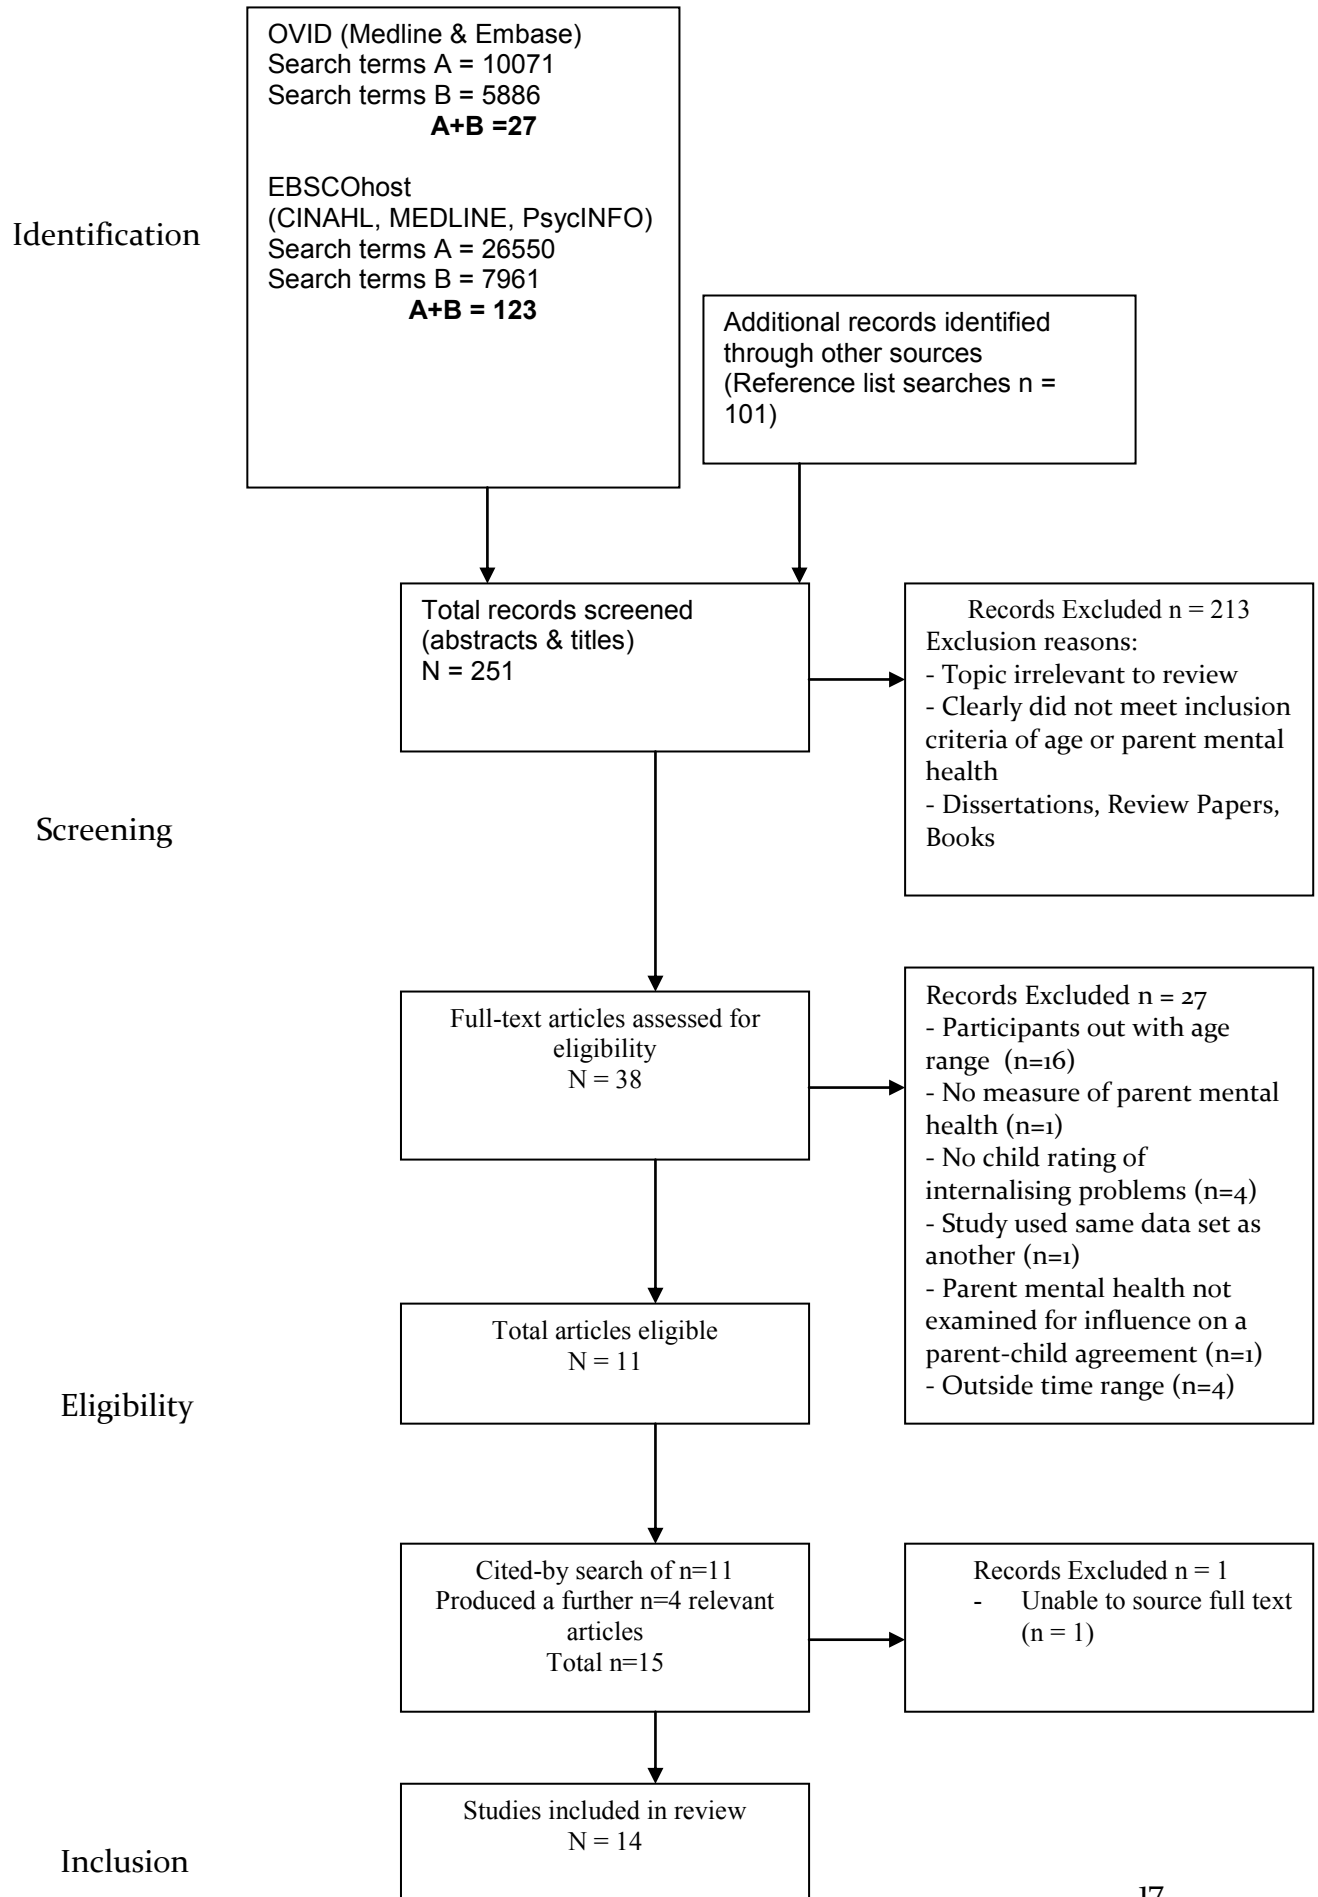 OVID (Medline & Embase)
Search terms A = 10071
Search terms B = 5886
A+B =27
EBSCOhost
(CINAHL, MEDLINE, PsycINFO)
Search terms A = 26550
Search terms B = 7961
A+B = 123
Identification
Additional records identified
through other sources
(Reference list searches n =
101)
Total records screened
(abstracts & titles)
N = 251
Records Excluded n = 213
Exclusion reasons:
- Topic irrelevant to review
- Clearly did not meet inclusion
criteria of age or parent mental
health
- Dissertations, Review Papers,
Books
Screening
Full-text articles assessed for
eligibility
N = 38
Records Excluded n = 27
- Participants out with age
range  (n=16)
- No measure of parent mental
health (n=1)
- No child rating of
internalising problems (n=4)
- Study used same data set as
another (n=1)
- Parent mental health not
examined for influence on a
parent-child agreement (n=1)
- Outside time range (n=4)
Total articles eligible
N = 11
Eligibility
Cited-by search of n=11
Produced a further n=4 relevant
articles
Total n=15
Records Excluded n = 1
- Unable to source full text
(n = 1)
Studies included in review
N = 14
Inclusion
17